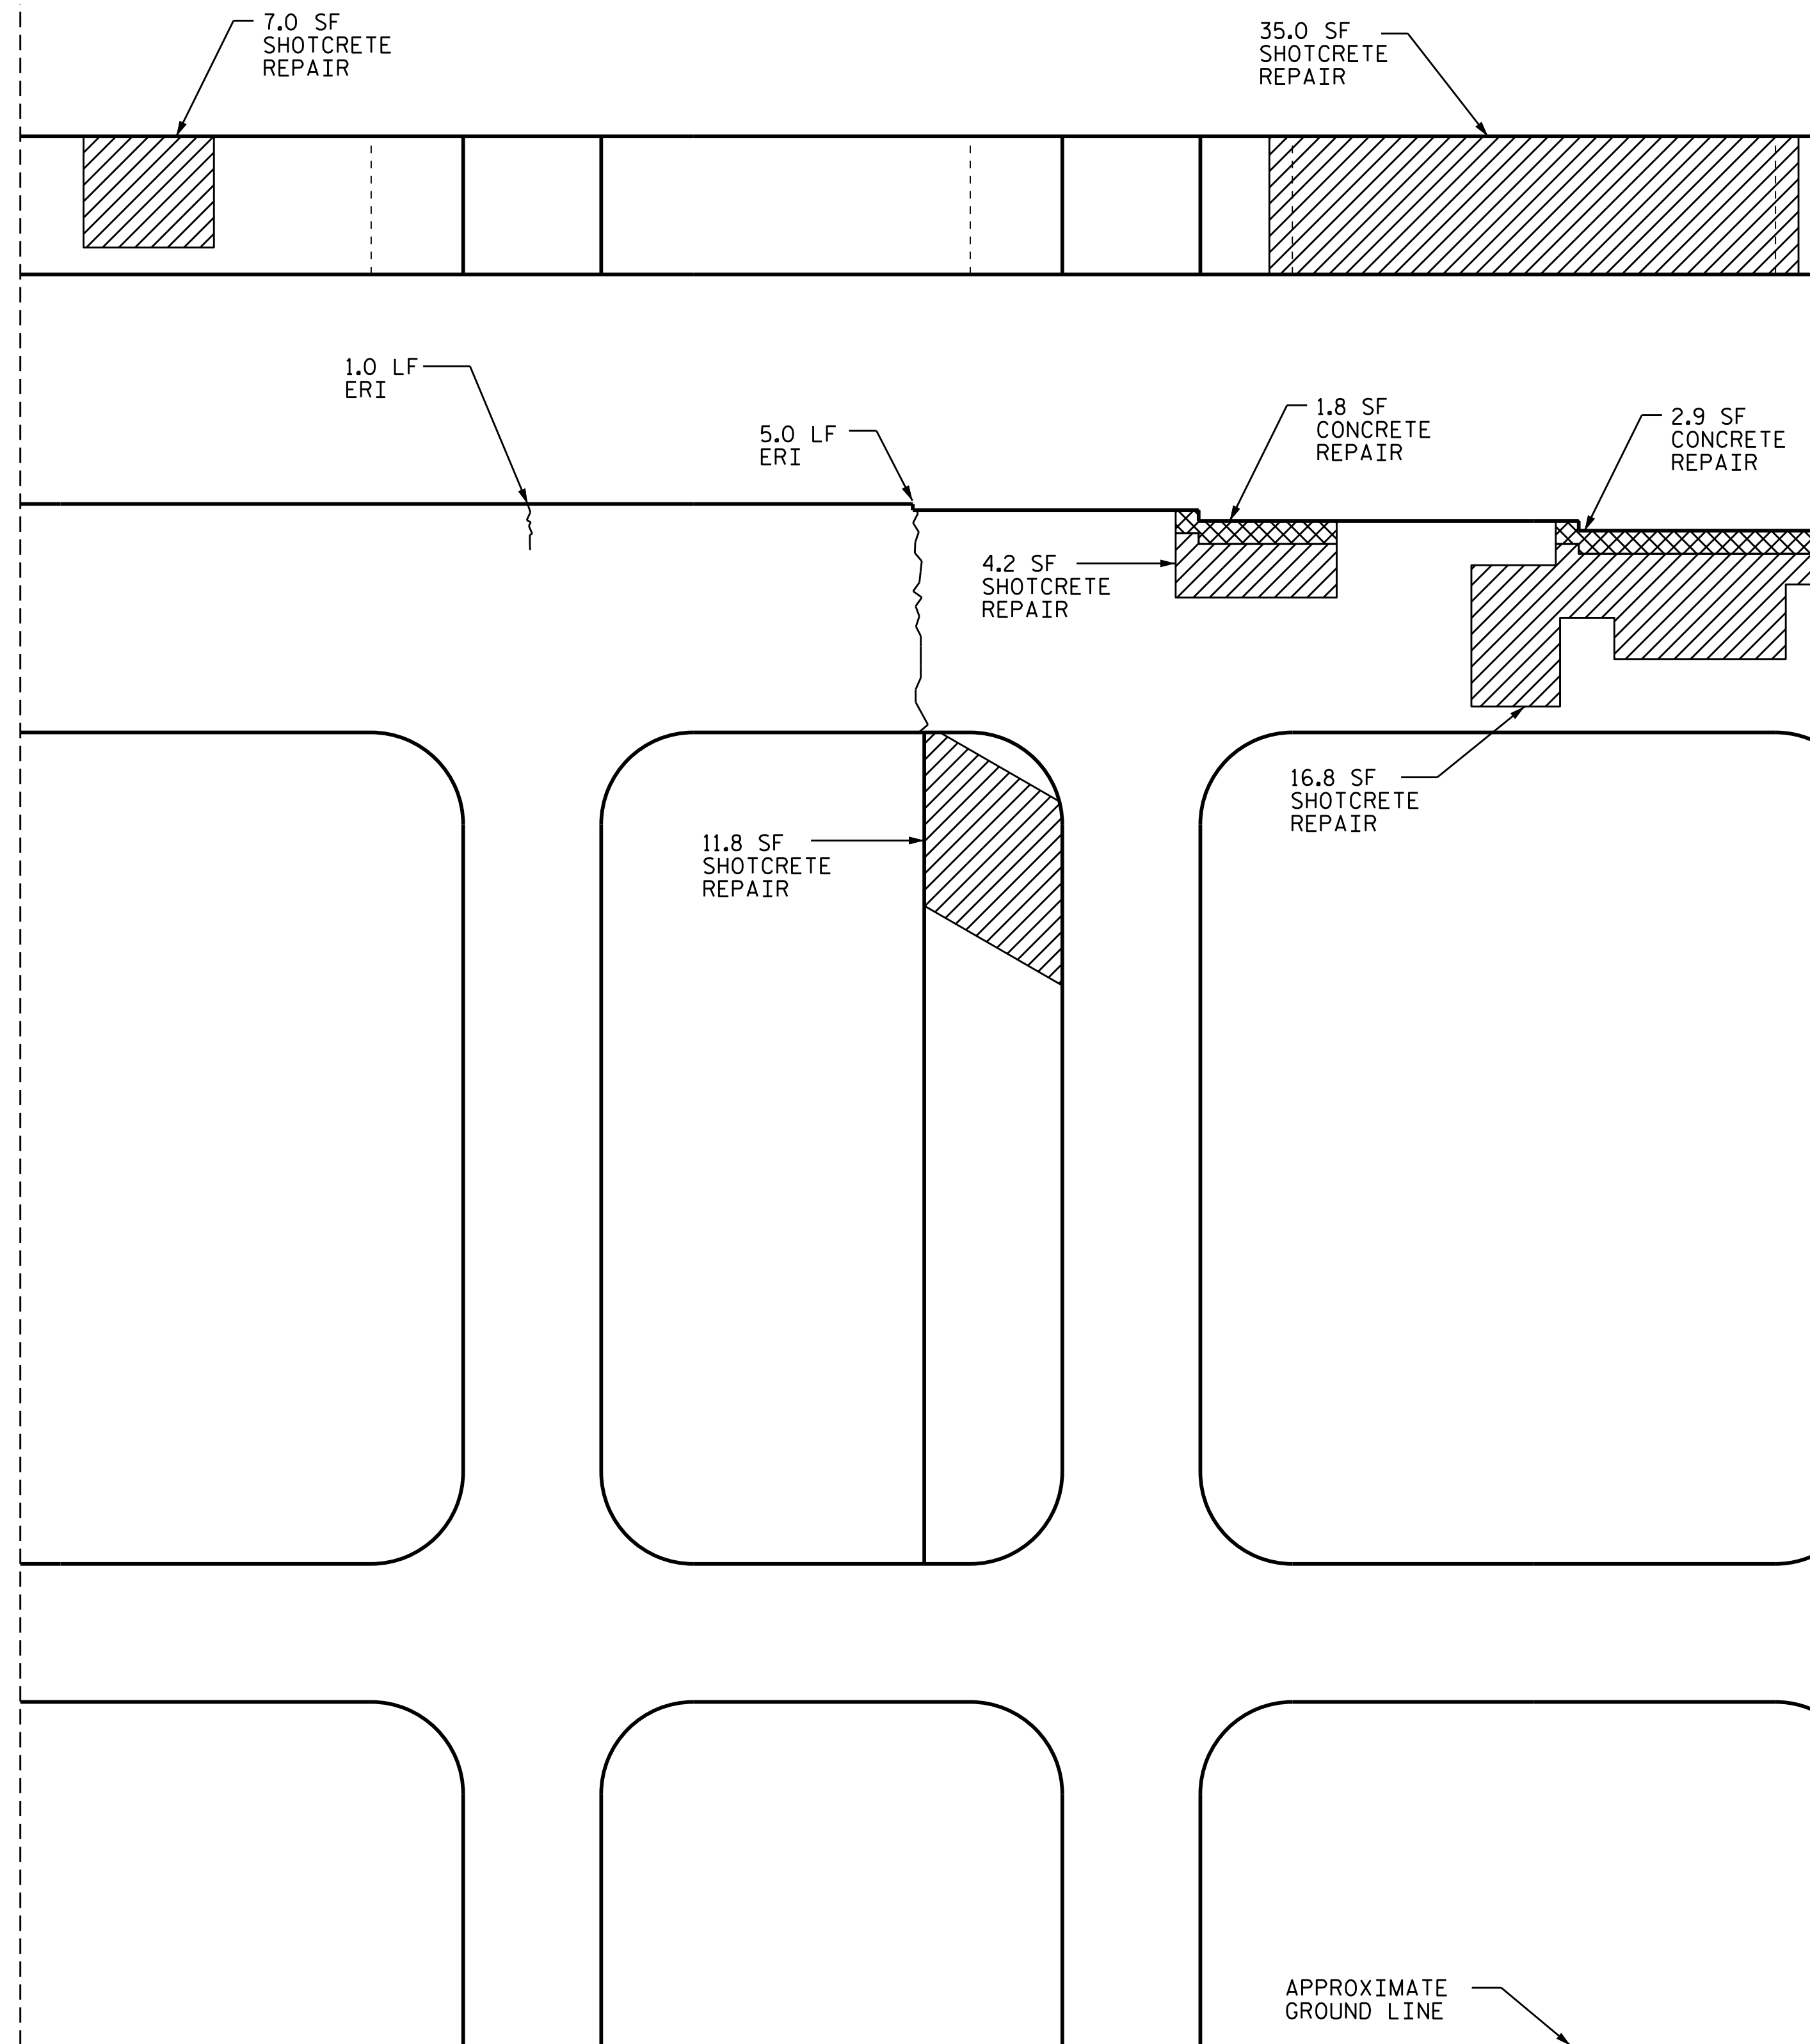 7.0 SF
SHOTCRETE
REPAIR
35.0 SF
SHOTCRETE
REPAIR
1.0 LF
ERI
5.0 LF
ERI
1.8 SF
CONCRETE
REPAIR
2.9 SF
CONCRETE
REPAIR
4.2 SF
SHOTCRETE
REPAIR
16.8 SF
SHOTCRETE
REPAIR
11.8 SF
SHOTCRETE
REPAIR
APPROXIMATE
GROUND LINE